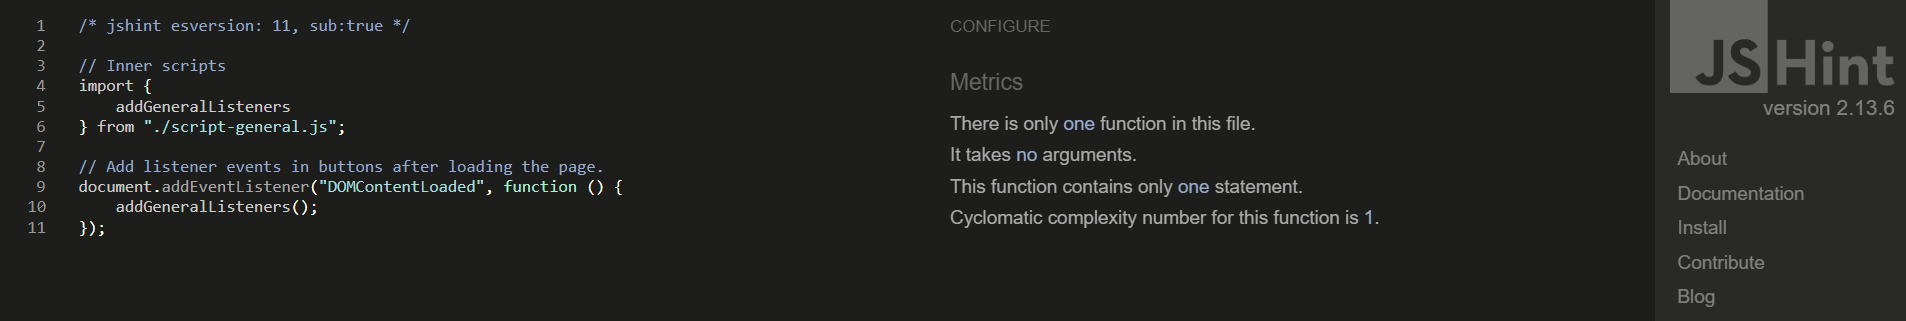 1 /* jshint esversion: 11, sub:true */
2
3 // Inner scripts
4 import {
5     addGeneralListeners
6 } from "./script-general.js";
7
8 // Add listener events in buttons after loading the page.
9 document.addEventListener("DOMContentLoaded", function () {
10     addGeneralListeners();
11 });
CONFIGURE
Metrics
There is only one function in this file.
It takes no arguments.
This function contains only one statement.
Cyclomatic complexity number for this function is 1.
JSHint
version 2.13.6
About
Documentation
Install
Contribute
Blog